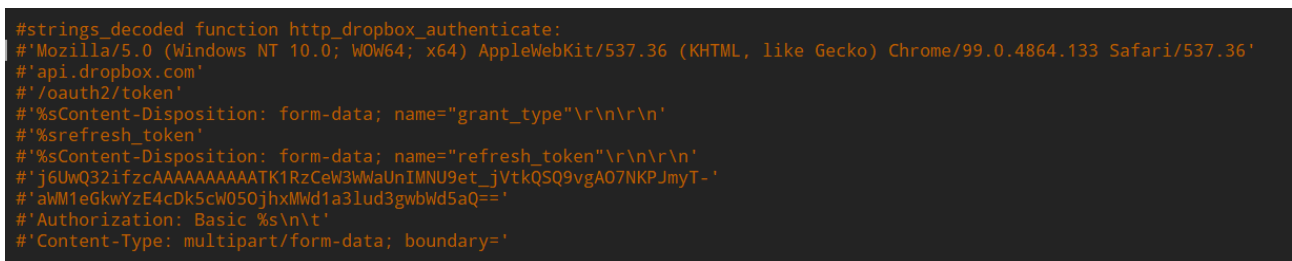 #strings_decoded function http_dropbox_authenticate:
#'Mozilla/5.0 (Windows NT 10.0; WOW64; x64) AppleWebKit/537.36 (KHTML, like Gecko) Chrome/99.0.4864.133 Safari/537.36'
#'api.dropbox.com'
#'/oauth2/token'
#'%sContent-Disposition: form-data; name="grant_type"\r\n\r\n'
#'%srefresh_token'
#'%sContent-Disposition: form-data; name="refresh_token"\r\n\r\n'
#'j6UwQ32ifzcAAAAAAAAAATK1RzCeW3WWaUnIMNU9et_jVtkQSQ9vgAO7NKPJmyT-'
#'aWM1eGkwYzE4cDk5cW05OjhxMWd1a3lud3gwbWd5aQ=='
#'Authorization: Basic %s\n\t'
#'Content-Type: multipart/form-data; boundary='